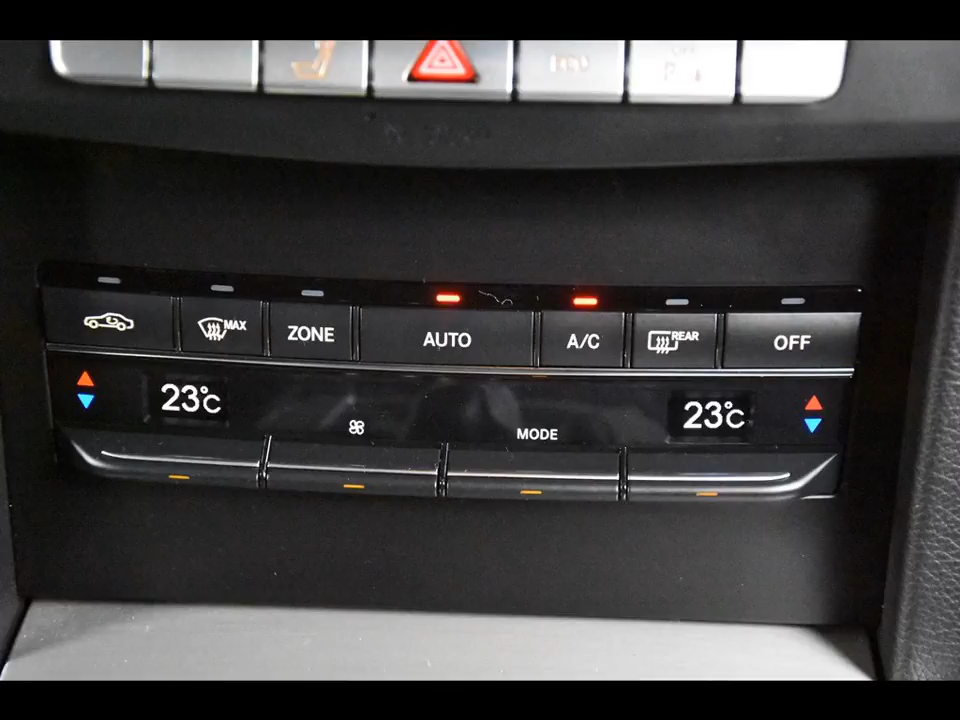 MAX
ZONE
AUTO
A/C
REAR
OFF
23°C
MODE
23°C